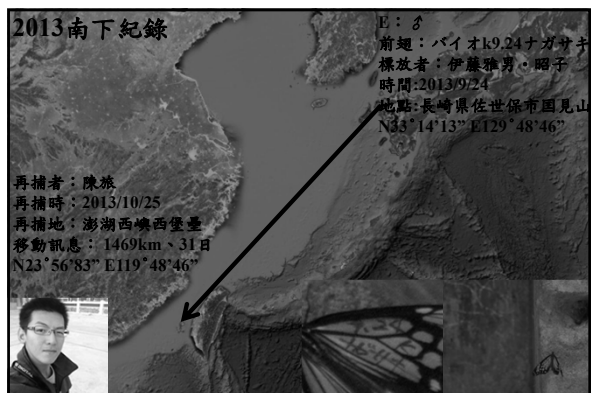 2013南下紀錄
E：♂
前翅：バイオk9.24ナガサキ
標放者：伊藤雅男・昭子
時間:2013/9/24
地點:長崎県佐世保市国見山
N33˚14’13” E129˚48’46”
再捕者：陳旅
再捕時：2013/10/25
再捕地：澎湖西嶼西堡壘
移動訊息： 1469km、31日
N23˚56’83” E119˚48’46”